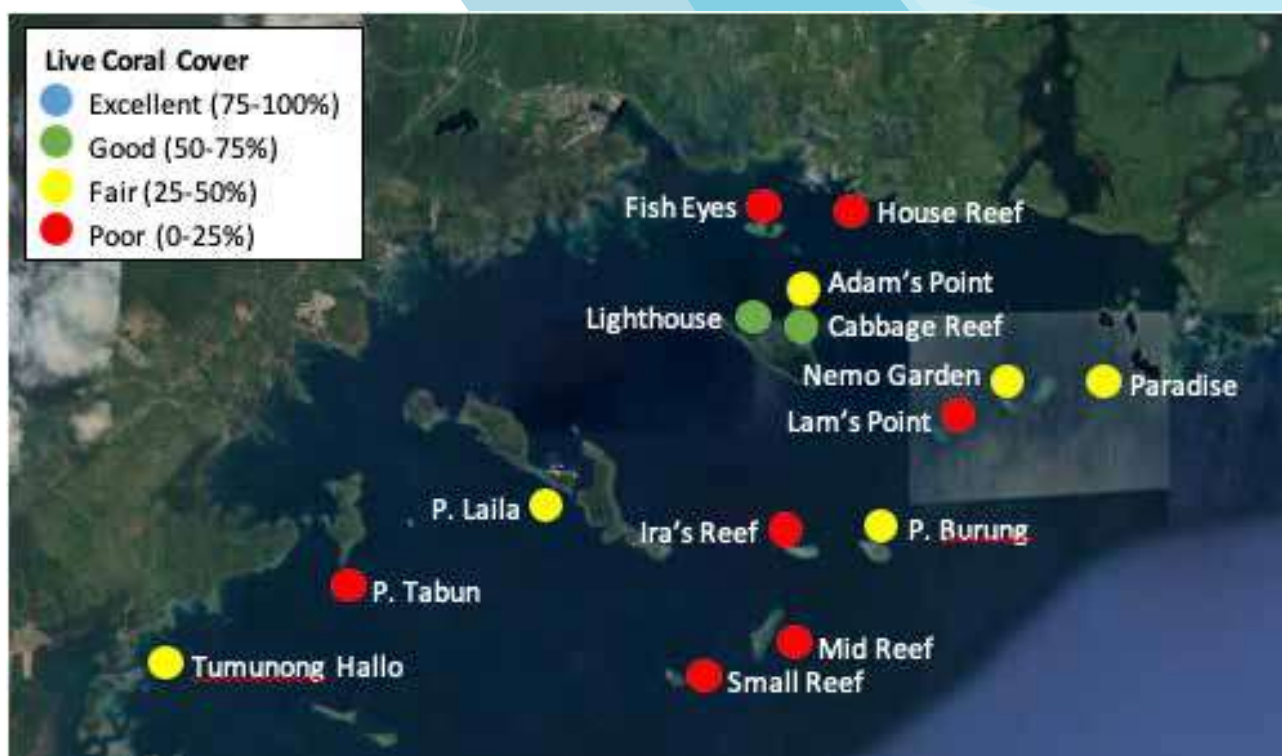 Live Coral Cover
Excellent (75-100%)
Good (50-75%)
Fair (25-50%)
Poor (0-25%)
Fish Eyes
House Reef
Adam's Point
Lighthouse
Cabbage Reef
Nemo Garden
Paradise
Lam's Point
P. Laila
Ira's Reef
P. Burung
P. Tabun
Mid Reef
Tumunong Hallo
Small Reef